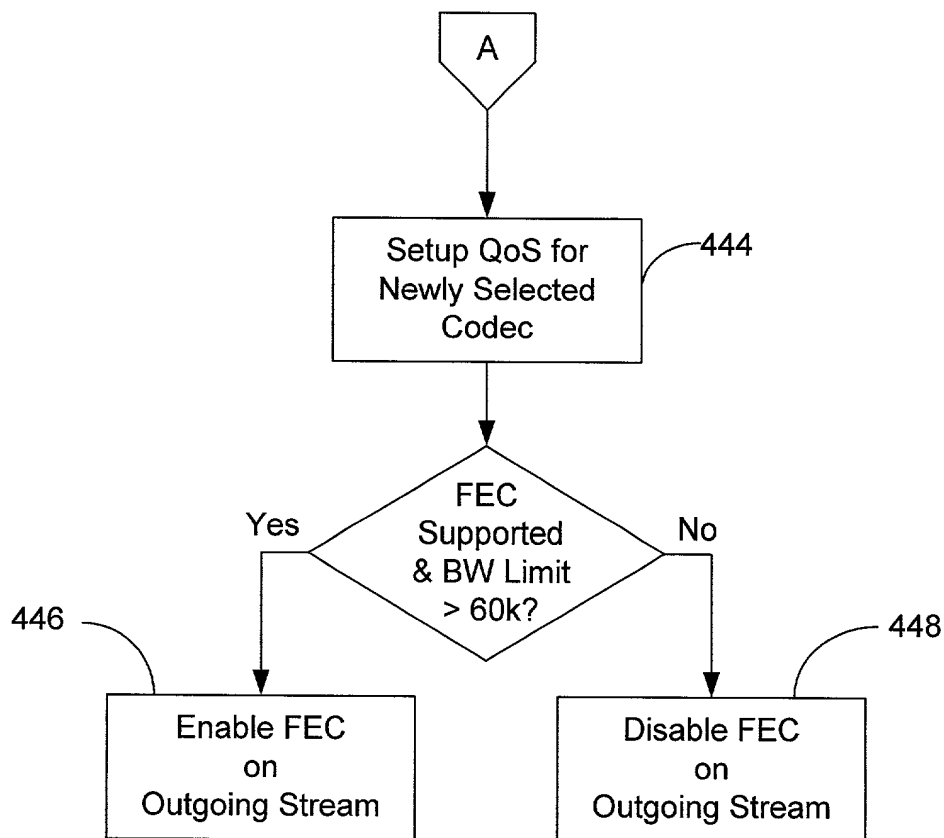 A
Setup QoS for
Newly Selected
Codec
444
FEC
Supported
& BW Limit
> 60k?
Yes
No
446
448
Enable FEC
on
Outgoing Stream
Disable FEC
on
Outgoing Stream